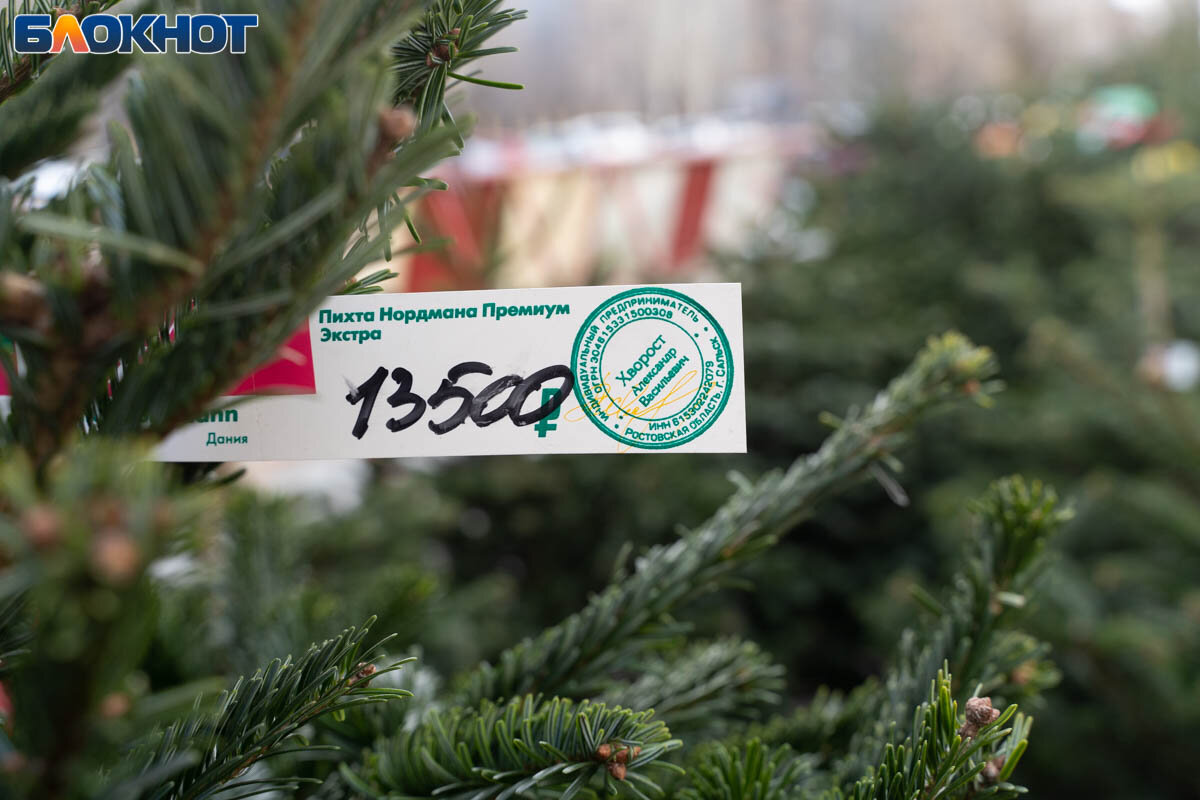 БЛОКНОТ
Пихта Нордмана Премиум
Экстра
13500 ₽
Дания
ИНДИВИДУАЛЬНЫЙ ПРЕДПРИНИМАТЕЛЬ
ОГРН 304615331500308
Хворост
Александр
Васильевич
ИНН 615302242079
РОСТОВСКАЯ ОБЛАСТЬ, Г. САЛЬСК